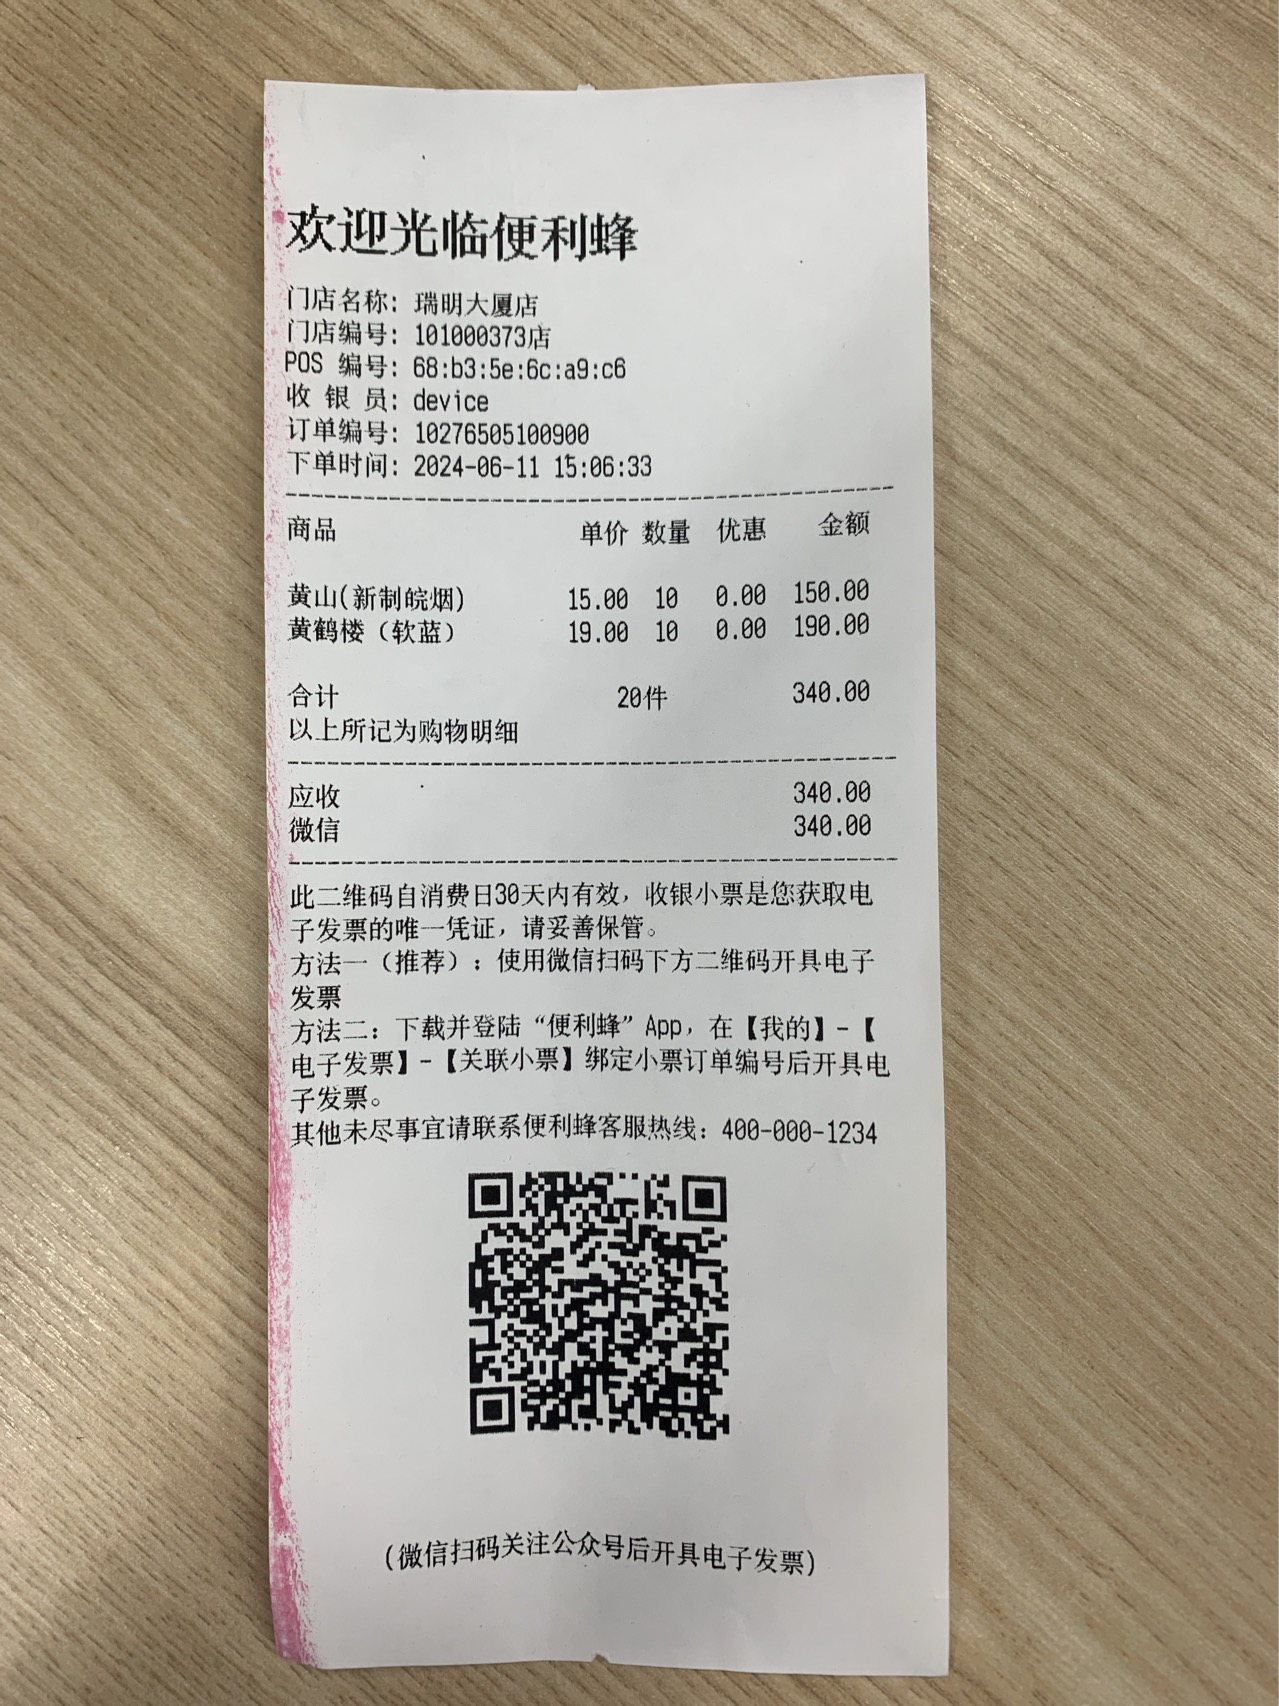 欢迎光临便利蜂
门店名称: 瑞明大厦店
门店编号: 101000373店
POS 编号: 68:b3:5e:6c:a9:c6
收 银 员: device
订单编号: 10276505100900
下单时间: 2024-06-11 15:06:33
商品 单价 数量 优惠 金额
黄山(新制皖烟) 15.00 10 0.00 150.00
黄鹤楼（软蓝） 19.00 10 0.00 190.00
合计 20件 340.00
以上所记为购物明细
应收 340.00
微信 340.00
此二维码自消费日30天内有效，收银小票是您获取电
子发票的唯一凭证，请妥善保管。
方法一（推荐）：使用微信扫码下方二维码开具电子
发票
方法二：下载并登陆“便利蜂”App，在【我的】-【
电子发票】-【关联小票】绑定小票订单编号后开具电
子发票。
其他未尽事宜请联系便利蜂客服热线：400-000-1234
(微信扫码关注公众号后开具电子发票)